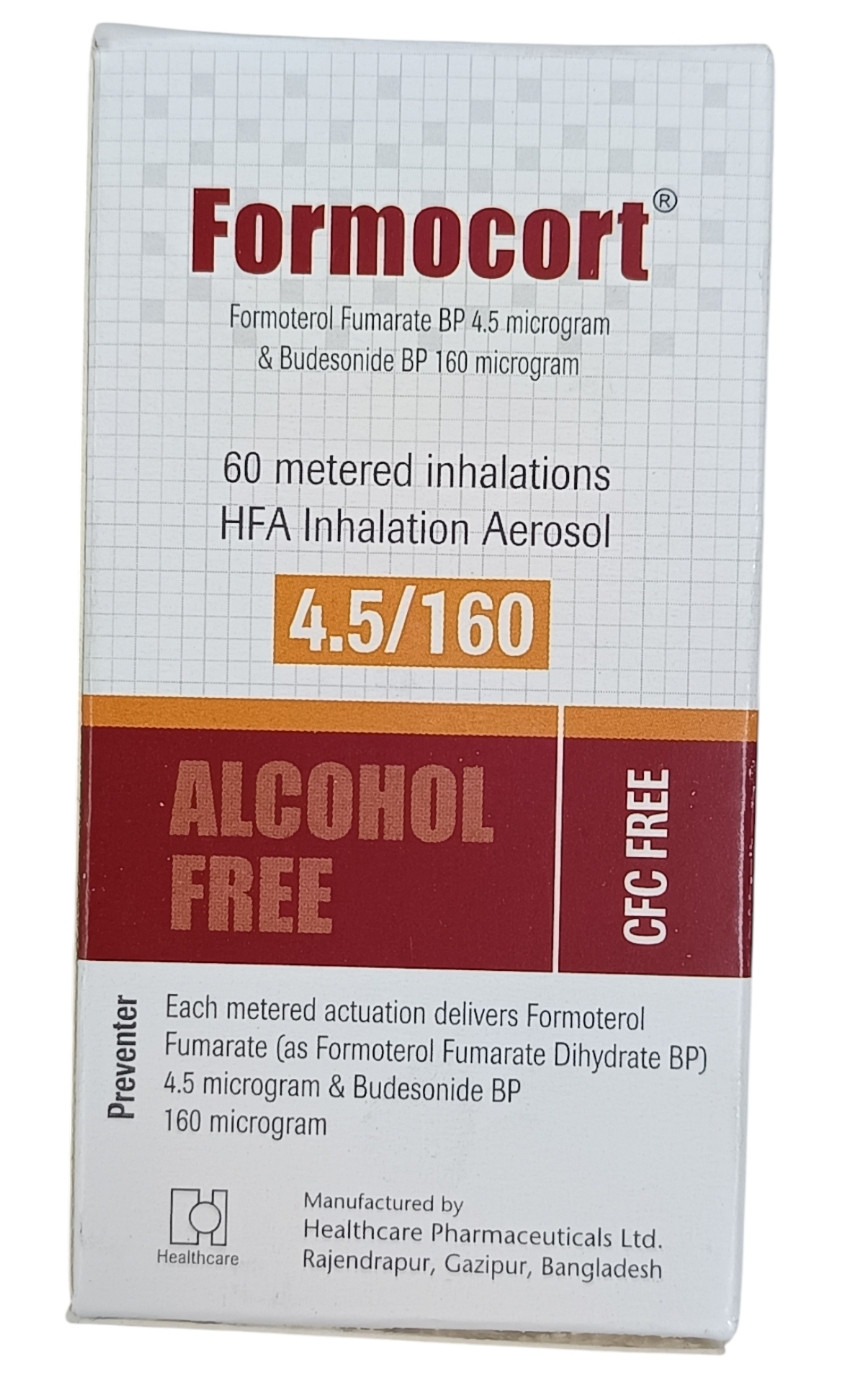 Formocort®
Formoterol Fumarate BP 4.5 microgram
& Budesonide BP 160 microgram
60 metered inhalations
HFA Inhalation Aerosol
4.5/160
ALCOHOL
FREE
CFC FREE
Preventer
Each metered actuation delivers Formoterol
Fumarate (as Formoterol Fumarate Dihydrate BP)
4.5 microgram & Budesonide BP
160 microgram
Healthcare
Manufactured by
Healthcare Pharmaceuticals Ltd.
Rajendrapur, Gazipur, Bangladesh